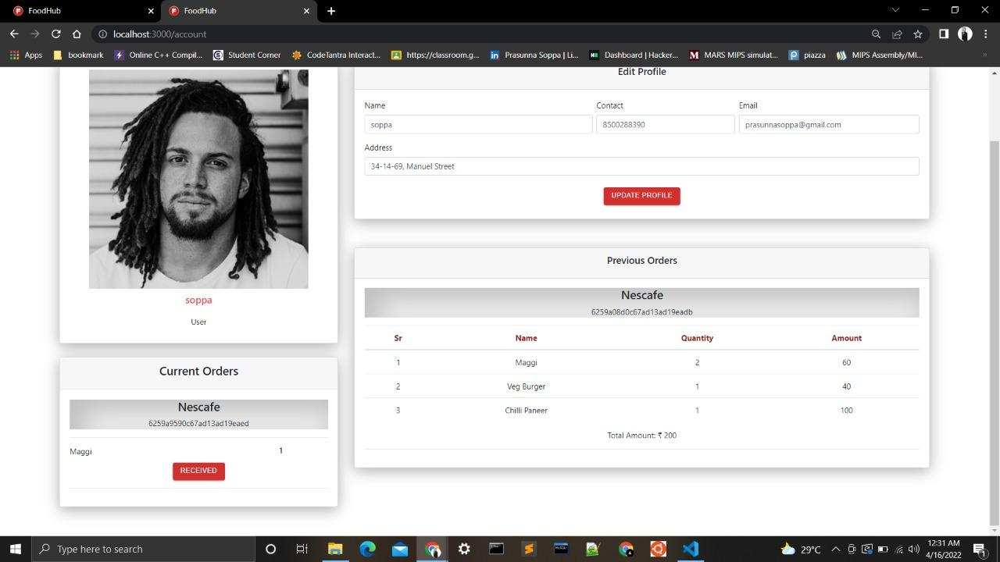 FoodHub
FoodHub
localhost:3000/account
Apps bookmark Online C++ Compil... Student Corner CodeTantra Interact... https://classroom.g... Prasunna Soppa | Li... Dashboard | Hacker... MARS MIPS simulat... piazza MIPS Assembly/MI... »
Edit Profile
Name Contact Email
soppa 8500288390 prasunnasoppa@gmail.com
Address
34-14-69, Manuel Street
UPDATE PROFILE
soppa
User
Current Orders
Nescafe
6259a9590c67ad13ad19eaed
Maggi 1
RECEIVED
Previous Orders
Nescafe
6259a08d0c67ad13ad19eadb
Sr Name Quantity Amount
1 Maggi 2 60
2 Veg Burger 1 40
3 Chilli Paneer 1 100
Total Amount: ₹ 200
Type here to search
29°C
12:31 AM
4/16/2022